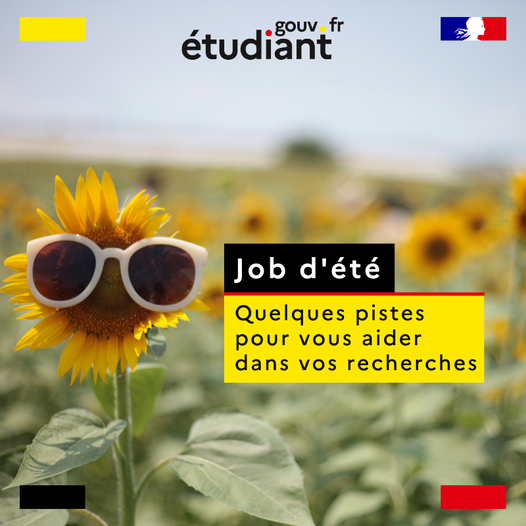 gouv.fr
étudiant
Job d'été
Quelques pistes
pour vous aider
dans vos recherches